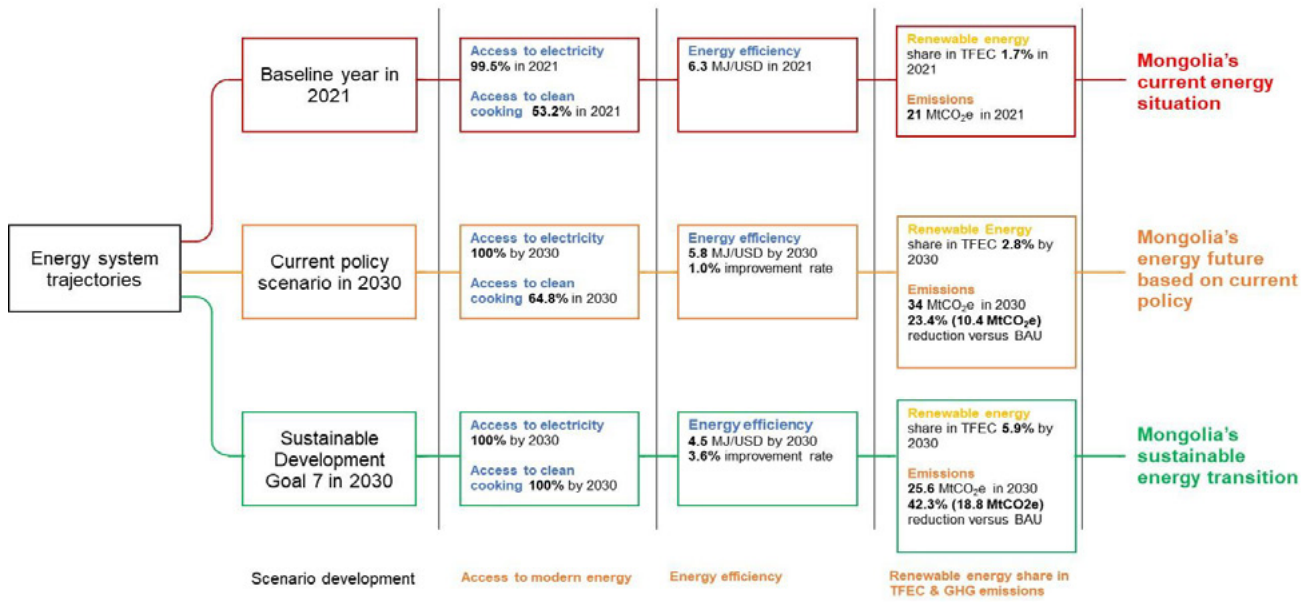 Energy system
trajectories
Baseline year in
2021
Access to electricity
99.5% in 2021
Access to clean
cooking 53.2% in 2021
Energy efficiency
6.3 MJ/USD in 2021
Renewable energy
share in TFEC 1.7% in
2021
Emissions
21 MtCO₂e in 2021
Mongolia's
current energy
situation
Current policy
scenario in 2030
Access to electricity
100% by 2030
Access to clean
cooking 64.8% in 2030
Energy efficiency
5.8 MJ/USD by 2030
1.0% improvement rate
Renewable Energy
share in TFEC 2.8% by
2030
Emissions
34 MtCO₂e in 2030
23.4% (10.4 MtCO₂e)
reduction versus BAU
Mongolia's
energy future
based on current
policy
Sustainable
Development
Goal 7 in 2030
Access to electricity
100% by 2030
Access to clean
cooking 100% by 2030
Energy efficiency
4.5 MJ/USD by 2030
3.6% improvement rate
Renewable energy
share in TFEC 5.9% by
2030
Emissions
25.6 MtCO₂e in 2030
42.3% (18.8 MtCO2e)
reduction versus BAU
Mongolia's
sustainable
energy transition
Scenario development
Access to modern energy
Energy efficiency
Renewable energy share in
TFEC & GHG emissions